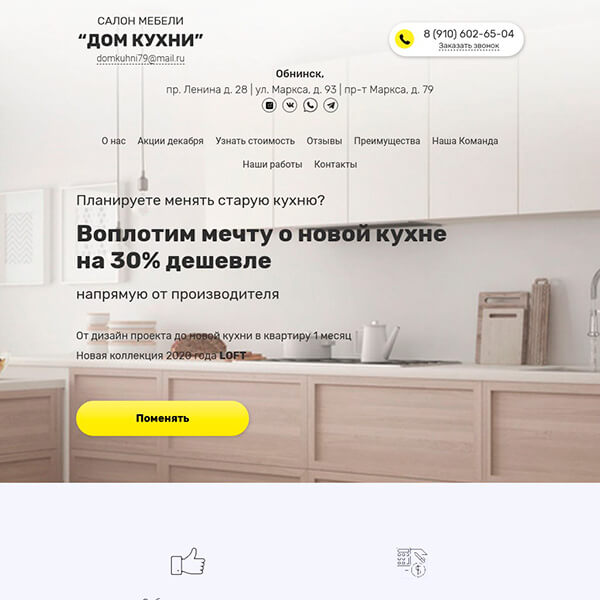 САЛОН МЕБЕЛИ
“ДОМ КУХНИ”
domkuhni79@mail.ru
8 (910) 602-65-04
Заказать звонок
Обнинск,
пр. Ленина д. 28 | ул. Маркса, д. 93 | пр-т Маркса, д. 79
О нас Акции декабря Узнать стоимость Отзывы Преимущества Наша Команда
Наши работы Контакты
Планируете менять старую кухню?
Воплотим мечту о новой кухне
на 30% дешевле
напрямую от производителя
От дизайн проекта до новой кухни в квартиру 1 месяц
Новая коллекция 2020 года LOFT
Поменять